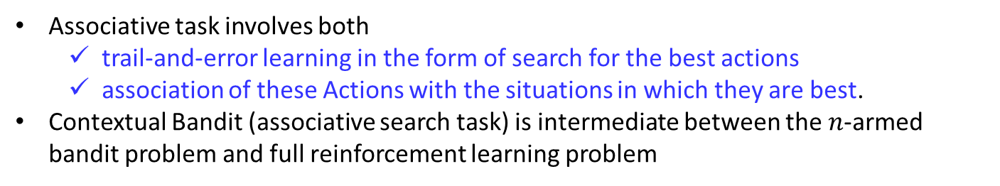 • Associative task involves both
✓ trail-and-error learning in the form of search for the best actions
✓ association of these Actions with the situations in which they are best.
• Contextual Bandit (associative search task) is intermediate between the n-armed
bandit problem and full reinforcement learning problem